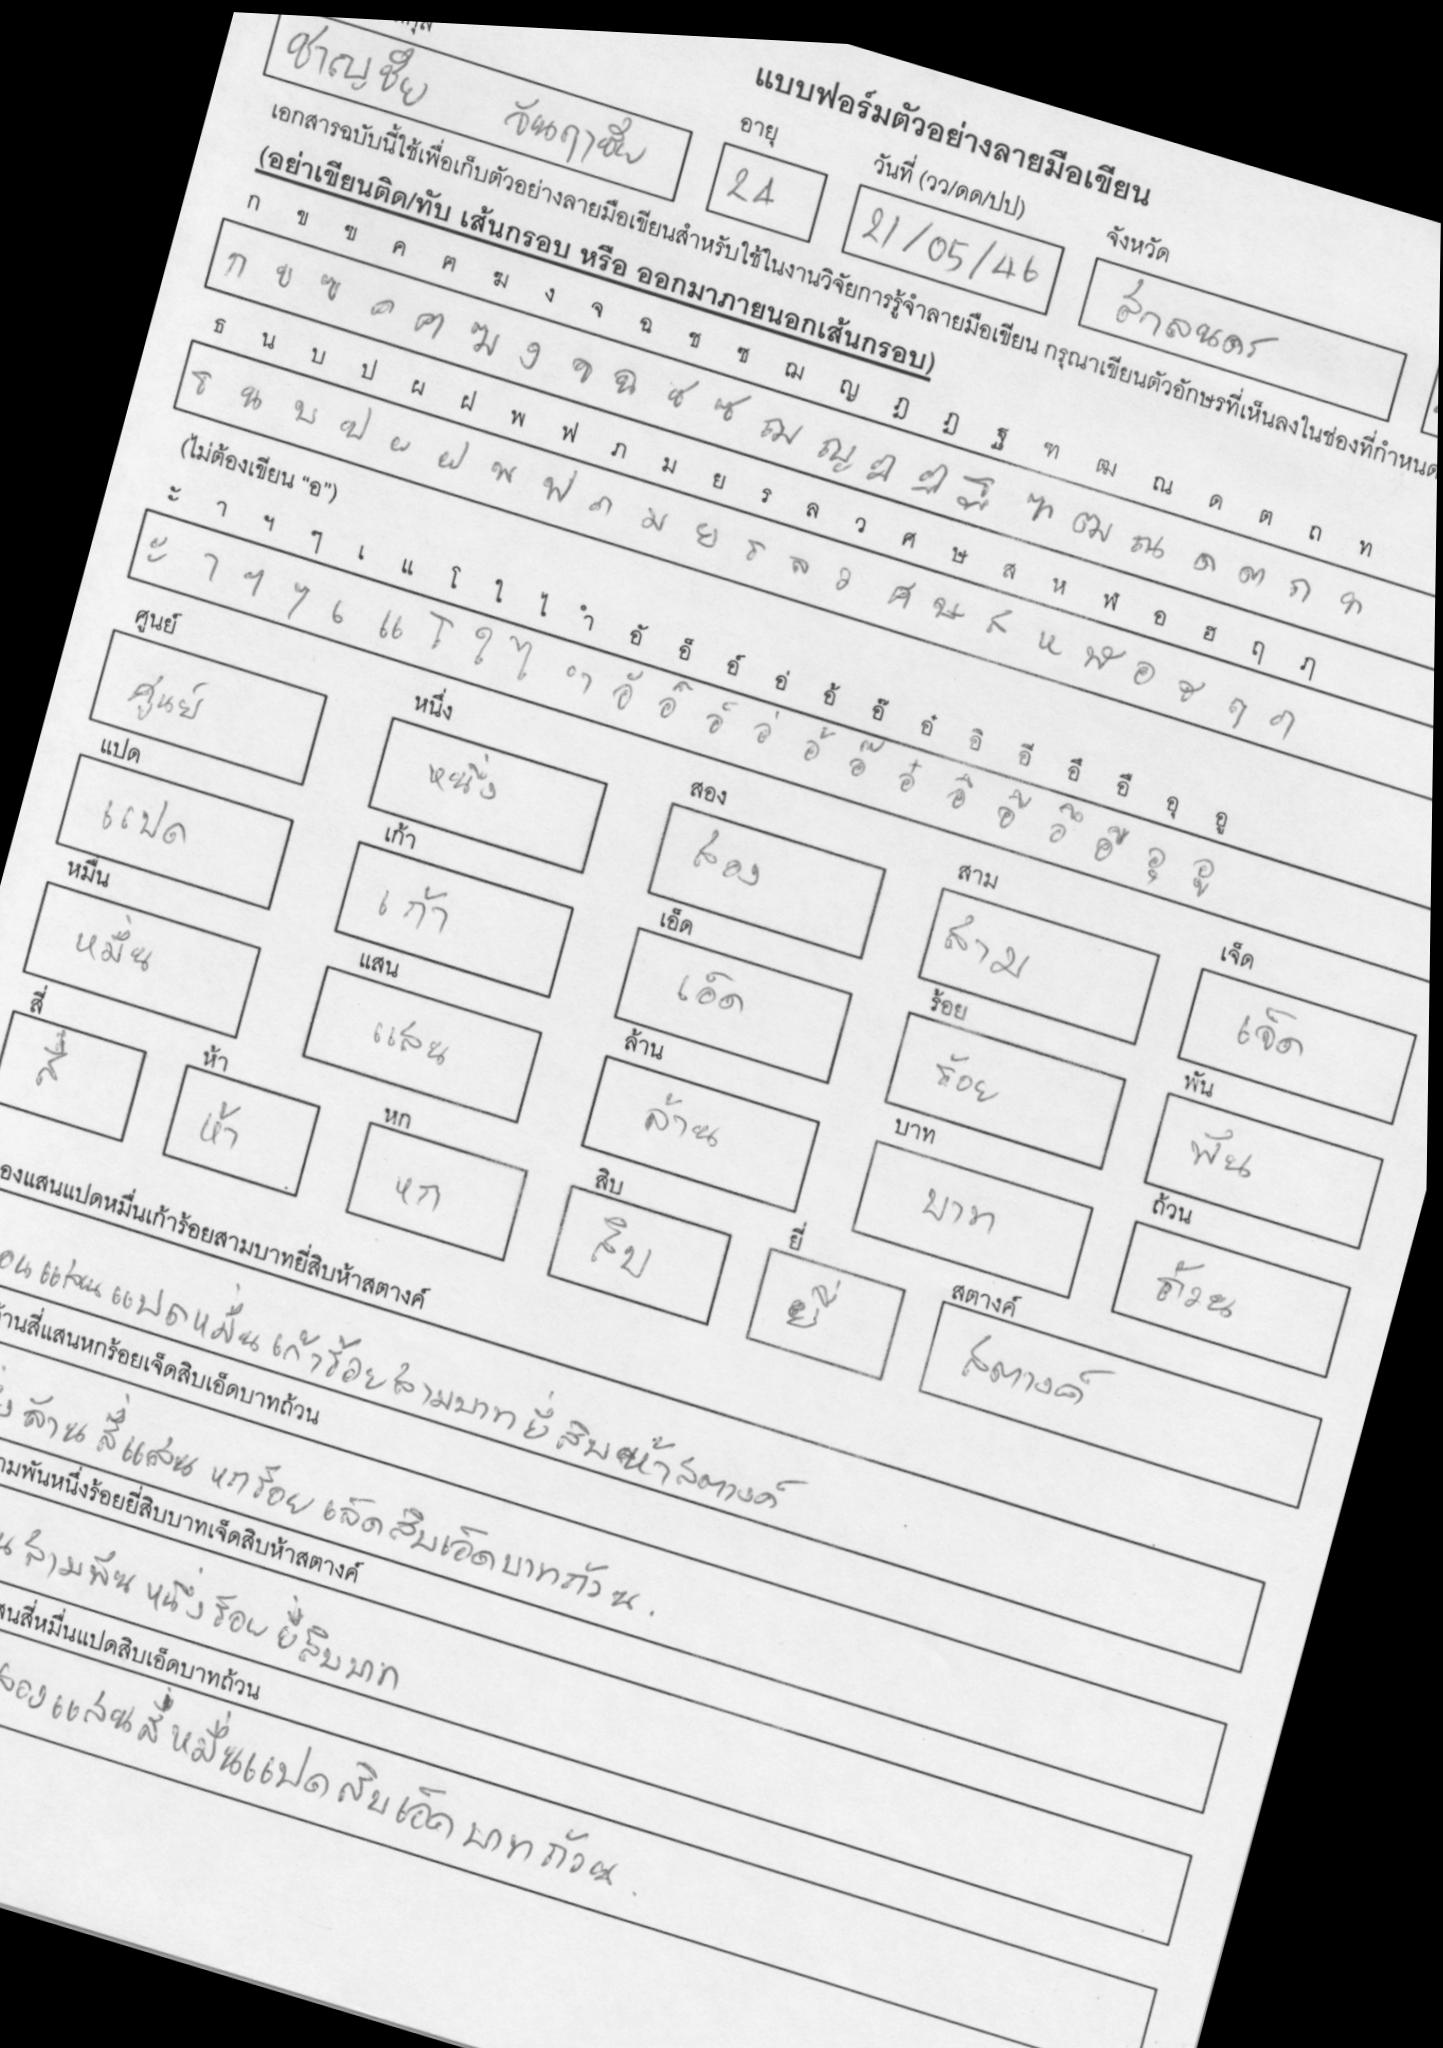 แบบฟอร์มตัวอย่างลายมือเขียน
อายุ วันที่ (วว/ดด/ปป) จังหวัด
ชาญชัย 24 21/05/46 สกลนคร
เอกสารฉบับนี้ใช้เพื่อเก็บตัวอย่างลายมือเขียนสำหรับใช้ในงานวิจัยการรู้จำลายมือเขียน กรุณาเขียนตัวอักษรที่เห็นลงในช่องที่กำหนด
(อย่าเขียนติด/ทับ เส้นกรอบ หรือ ออกมาภายนอกเส้นกรอบ)
ก ข ฃ ค ฅ ฆ ง จ ฉ ช ซ ฌ ญ ฎ ฏ ฐ ฑ ฒ ณ ด ต ถ ท
ก ข ฃ ค ฅ ฆ ง จ ฉ ช ซ ฌ ญ ฎ ฏ ฐ ฑ ฒ ณ ด ต ถ ท
ธ น บ ป ผ ฝ พ ฟ ภ ม ย ร ล ว ศ ษ ส ห ฬ อ ฮ ฤ ฦ
ธ น บ ป ผ ฝ พ ฟ ภ ม ย ร ล ว ศ ษ ส ห ฬ อ ฮ ฤ ฦ
(ไม่ต้องเขียน "อ")
ะ า ฯ ๆ เ แ โ ใ ไ ำ อั อ็ อ์ อ่ อ้ อ๊ อ๋ อิ อี อึ อื อุ อู
ะ า ฯ ๆ เ แ โ ใ ไ ำ อั อ็ อ์ อ่ อ้ อ๊ อ๋ อิ อี อึ อื อุ อู
ศูนย์ หนึ่ง สอง สาม เจ็ด
ศูนย์ หนึ่ง สอง สาม เจ็ด
แปด เก้า เอ็ด ร้อย พัน
แปด เก้า เอ็ด ร้อย พัน
หมื่น แสน ล้าน บาท ถ้วน
หมื่น แสน ล้าน บาท ถ้วน
สี่ ห้า หก สิบ ยี่ สตางค์
สี่ ห้า หก สิบ ยี่ สตางค์
องแสนแปดหมื่นเก้าร้อยสามบาทยี่สิบห้าสตางค์
แสนแปดหมื่นเก้าร้อยสามบาทยี่สิบห้าสตางค์
้านสี่แสนหกร้อยเจ็ดสิบเอ็ดบาทถ้วน
ล้านสี่แสนหกร้อยเจ็ดสิบเอ็ดบาทถ้วน.
ามพันหนึ่งร้อยยี่สิบบาทเจ็ดสิบห้าสตางค์
น สามพันหนึ่งร้อยยี่สิบบาท
สนสี่หมื่นแปดสิบเอ็ดบาทถ้วน
สองแสนสี่หมื่นแปดสิบเอ็ดบาทถ้วน.